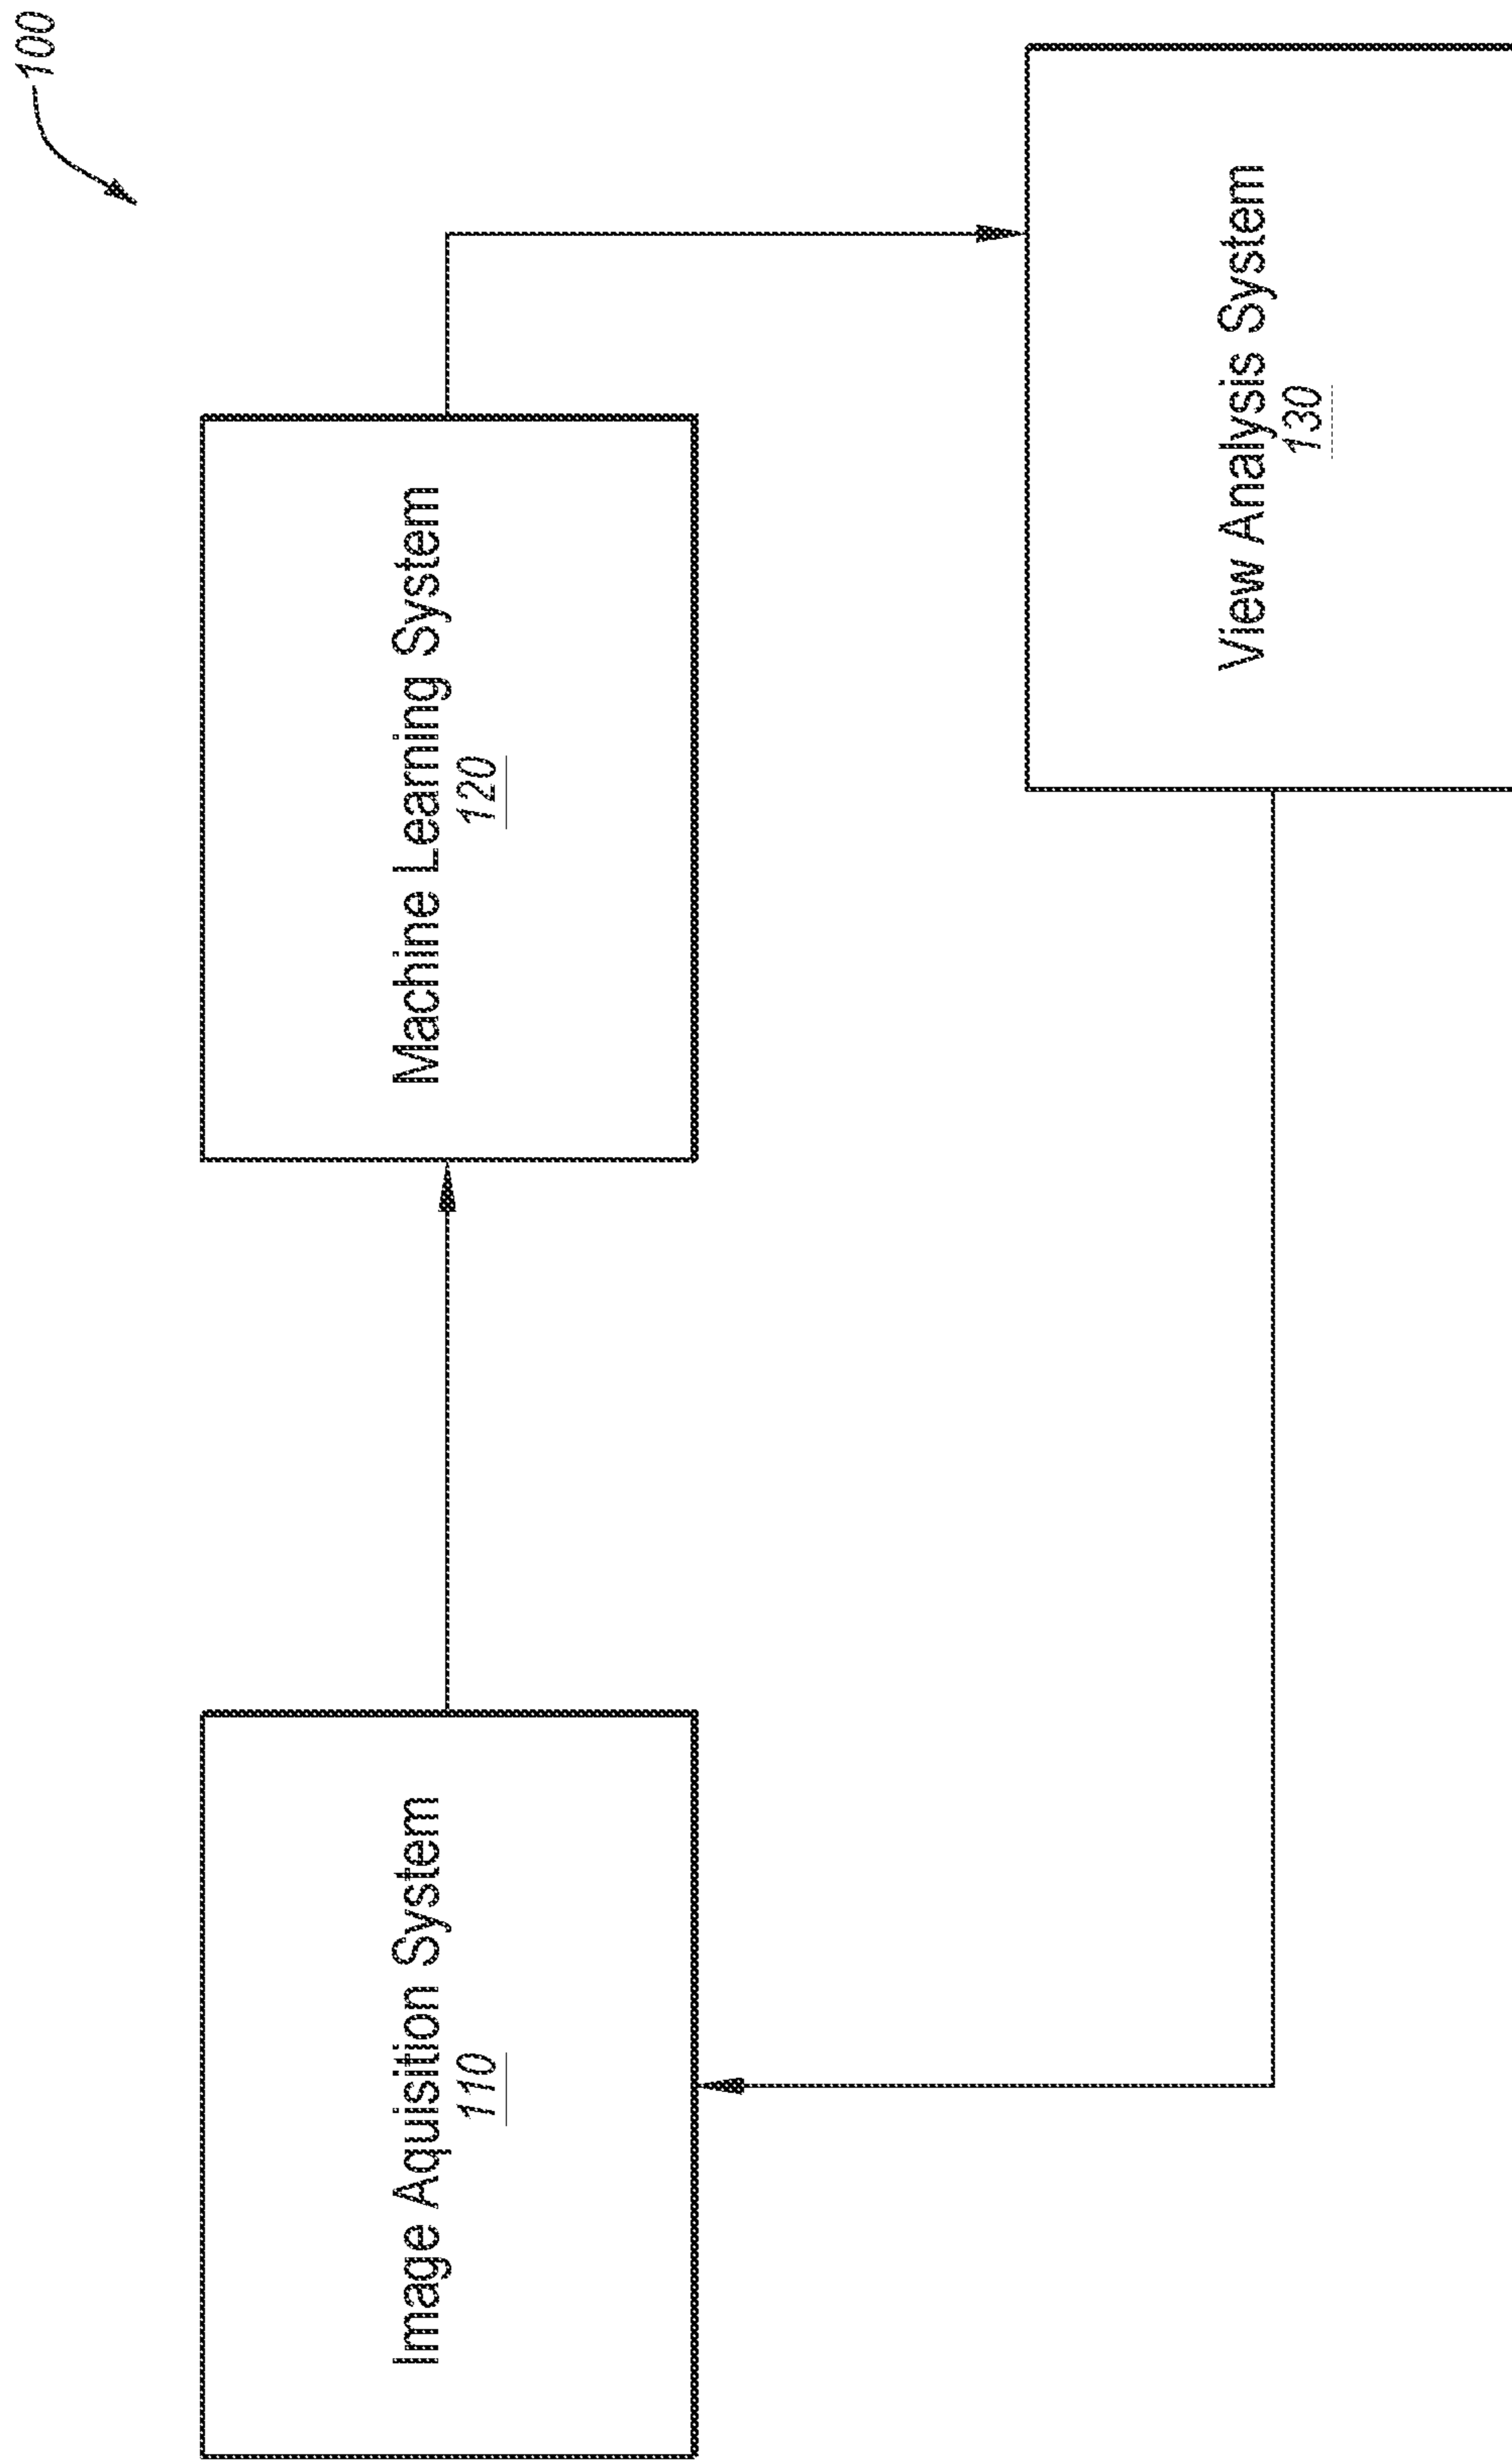 100
Image Aquisition System
110
Machine Learning System
120
View Analysis System
130